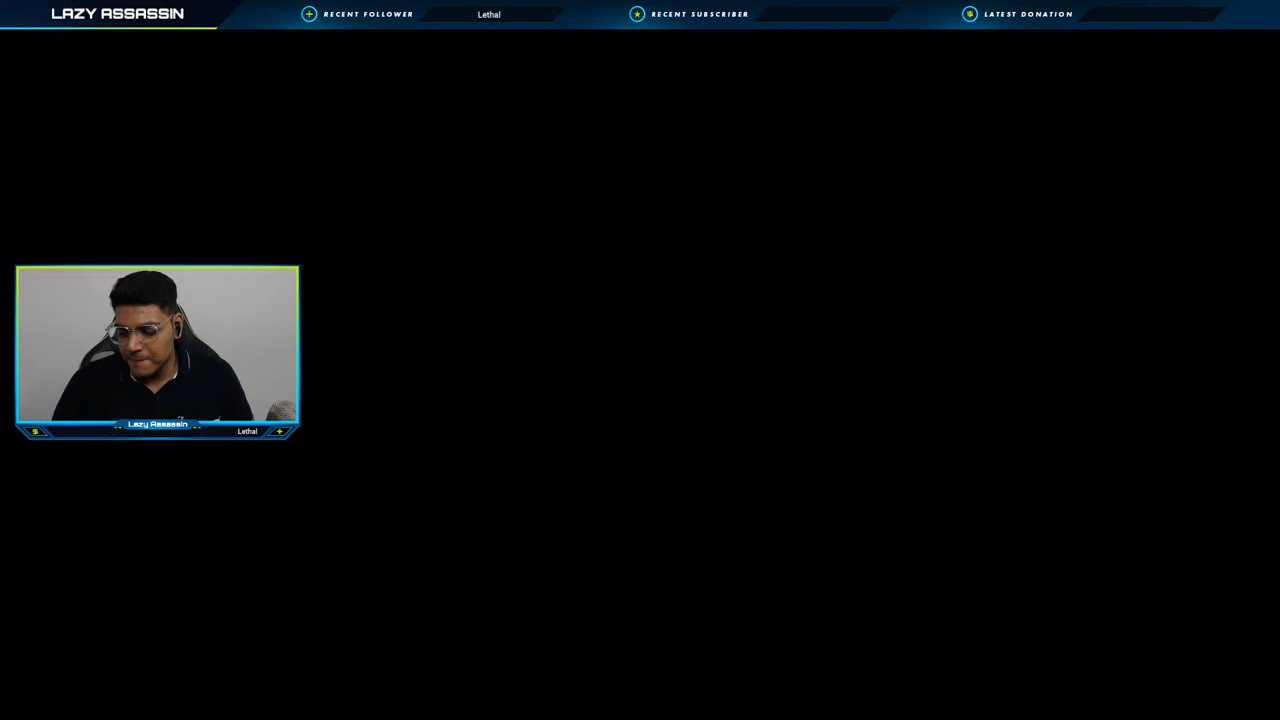 LAZY ASSASSIN
RECENT FOLLOWER
Lethal
RECENT SUBSCRIBER
LATEST DONATION
Lazy Assassin
Lethal